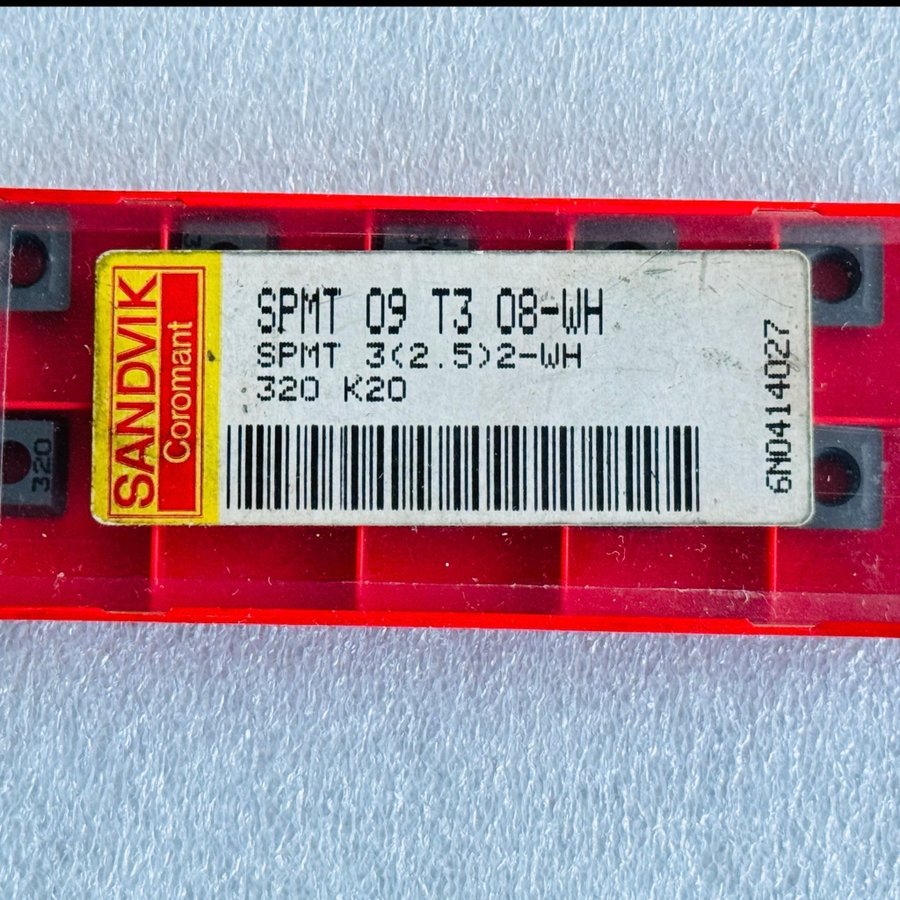 SANDVIK
Coromant
SPMT 09 T3 08-WH
SPMT 3(2.5)2-WH
320 K20
6N0414027
320